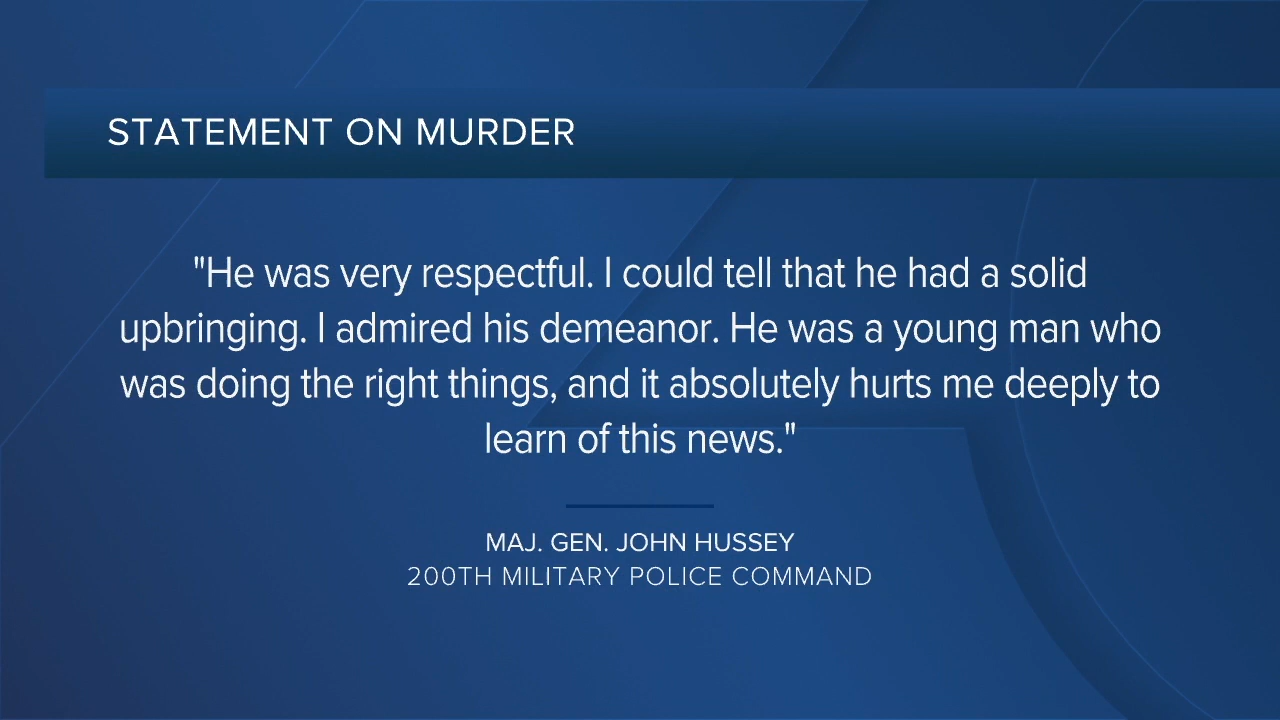 STATEMENT ON MURDER
"He was very respectful. I could tell that he had a solid
upbringing. I admired his demeanor. He was a young man who
was doing the right things, and it absolutely hurts me deeply to
learn of this news."
MAJ. GEN. JOHN HUSSEY
200TH MILITARY POLICE COMMAND